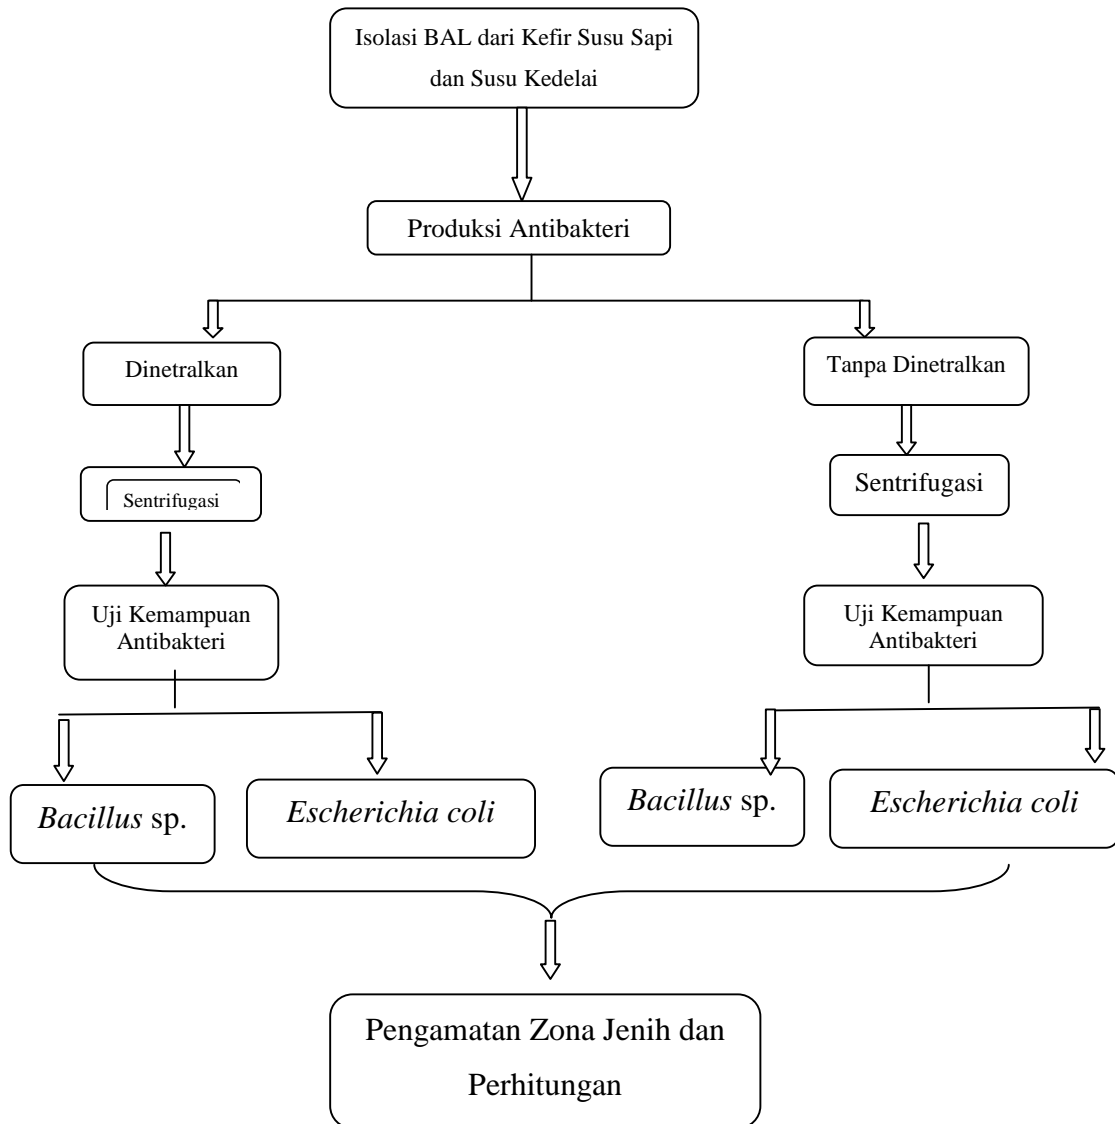 Isolasi BAL dari Kefir Susu Sapi
dan Susu Kedelai
Produksi Antibakteri
Dinetralkan
Tanpa Dinetralkan
Sentrifugasi
Sentrifugasi
Uji Kemampuan
Antibakteri
Uji Kemampuan
Antibakteri
Bacillus sp.
Escherichia coli
Bacillus sp.
Escherichia coli
Pengamatan Zona Jenih dan
Perhitungan